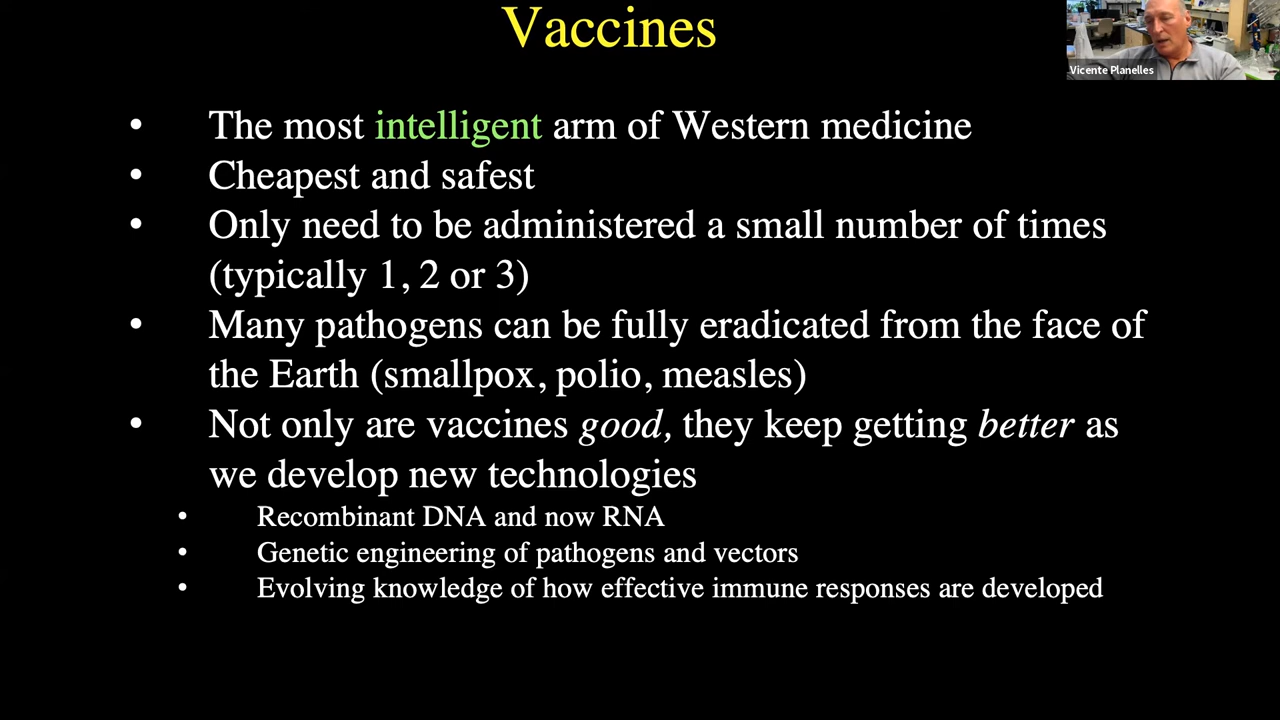 Vaccines
Vicente Planelles
• The most intelligent arm of Western medicine
• Cheapest and safest
• Only need to be administered a small number of times
(typically 1, 2 or 3)
• Many pathogens can be fully eradicated from the face of
the Earth (smallpox, polio, measles)
• Not only are vaccines good, they keep getting better as
we develop new technologies
• Recombinant DNA and now RNA
• Genetic engineering of pathogens and vectors
• Evolving knowledge of how effective immune responses are developed